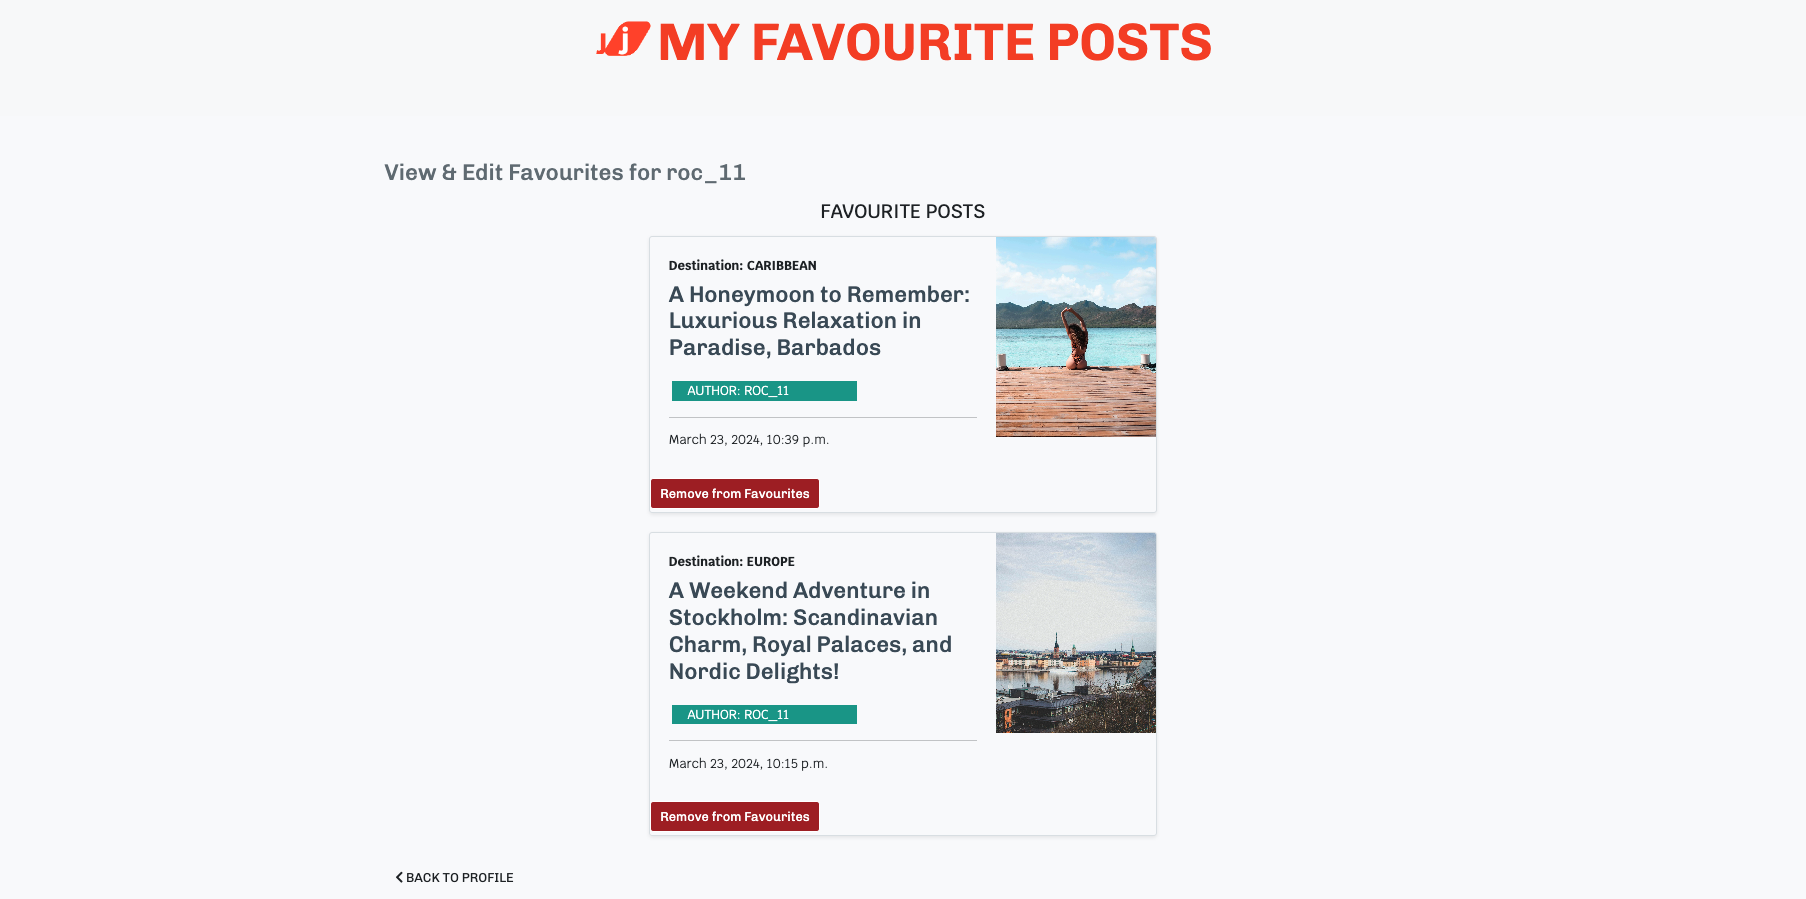 MY FAVOURITE POSTS
View & Edit Favourites for roc_11
FAVOURITE POSTS
Destination: CARIBBEAN
A Honeymoon to Remember:
Luxurious Relaxation in
Paradise, Barbados
AUTHOR: ROC_11
March 23, 2024, 10:39 p.m.
Remove from Favourites
Destination: EUROPE
A Weekend Adventure in
Stockholm: Scandinavian
Charm, Royal Palaces, and
Nordic Delights!
AUTHOR: ROC_11
March 23, 2024, 10:15 p.m.
Remove from Favourites
BACK TO PROFILE